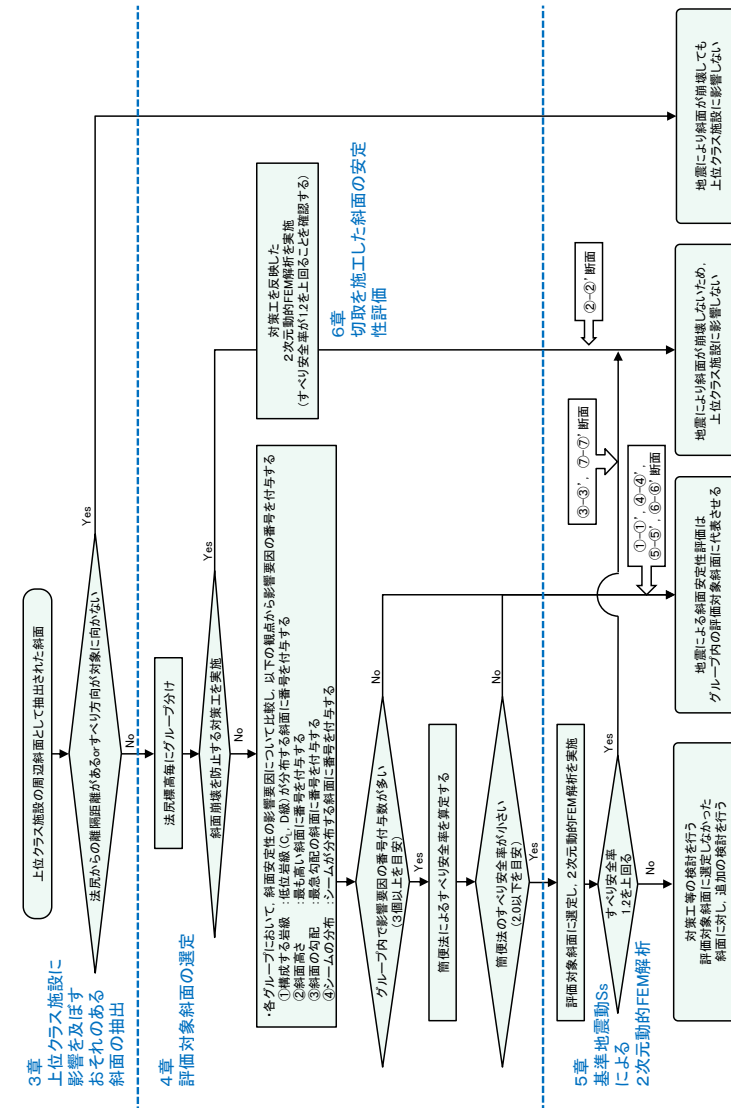 3章
上位クラス施設に
影響を及ぼす
おそれのある
斜面の抽出
上位クラス施設の周辺斜面として抽出された斜面
法尻からの離隔距離があるorすべり方向が対象に向かない
Yes
No
4章
評価対象斜面の選定
法尻標高毎にグループ分け
斜面崩壊を防止する対策工を実施
Yes
No
・各グループにおいて，斜面安定性の影響要因について比較し，以下の観点から影響要因の番号を付与する
①構成する岩級 :低位岩級(CL, D級)が分布する斜面に番号を付与する
②斜面高さ :最も高い斜面に番号を付与する
③斜面の勾配 :最急勾配の斜面に番号を付与する
④シームの分布 :シームが分布する斜面に番号を付与する
対策工を反映した
2次元動的FEM解析を実施
(すべり安全率が1.2を上回ることを確認する)
6章
切取を施工した斜面の安定
性評価
グループ内で影響要因の番号付与数が多い
(3個以上を目安)
No
Yes
簡便法によるすべり安全率を算定する
簡便法のすべり安全率が小さい
(2.0以下を目安)
No
Yes
5章
基準地震動Ss
による
2次元動的FEM解析
評価対象斜面に選定し，2次元動的FEM解析を実施
すべり安全率
1.2を上回る
Yes
No
③-③’，⑦-⑦’ 断面
②-②’ 断面
①-①’，④-④’，
⑤-⑤’，⑥-⑥’ 断面
対策工等の検討を行う
評価対象斜面に選定しなかった
斜面に対し，追加の検討を行う
地震による斜面安定性評価は
グループ内の評価対象斜面に代表させる
地震により斜面が崩壊しないため，
上位クラス施設に影響しない
地震により斜面が崩壊しても
上位クラス施設に影響しない